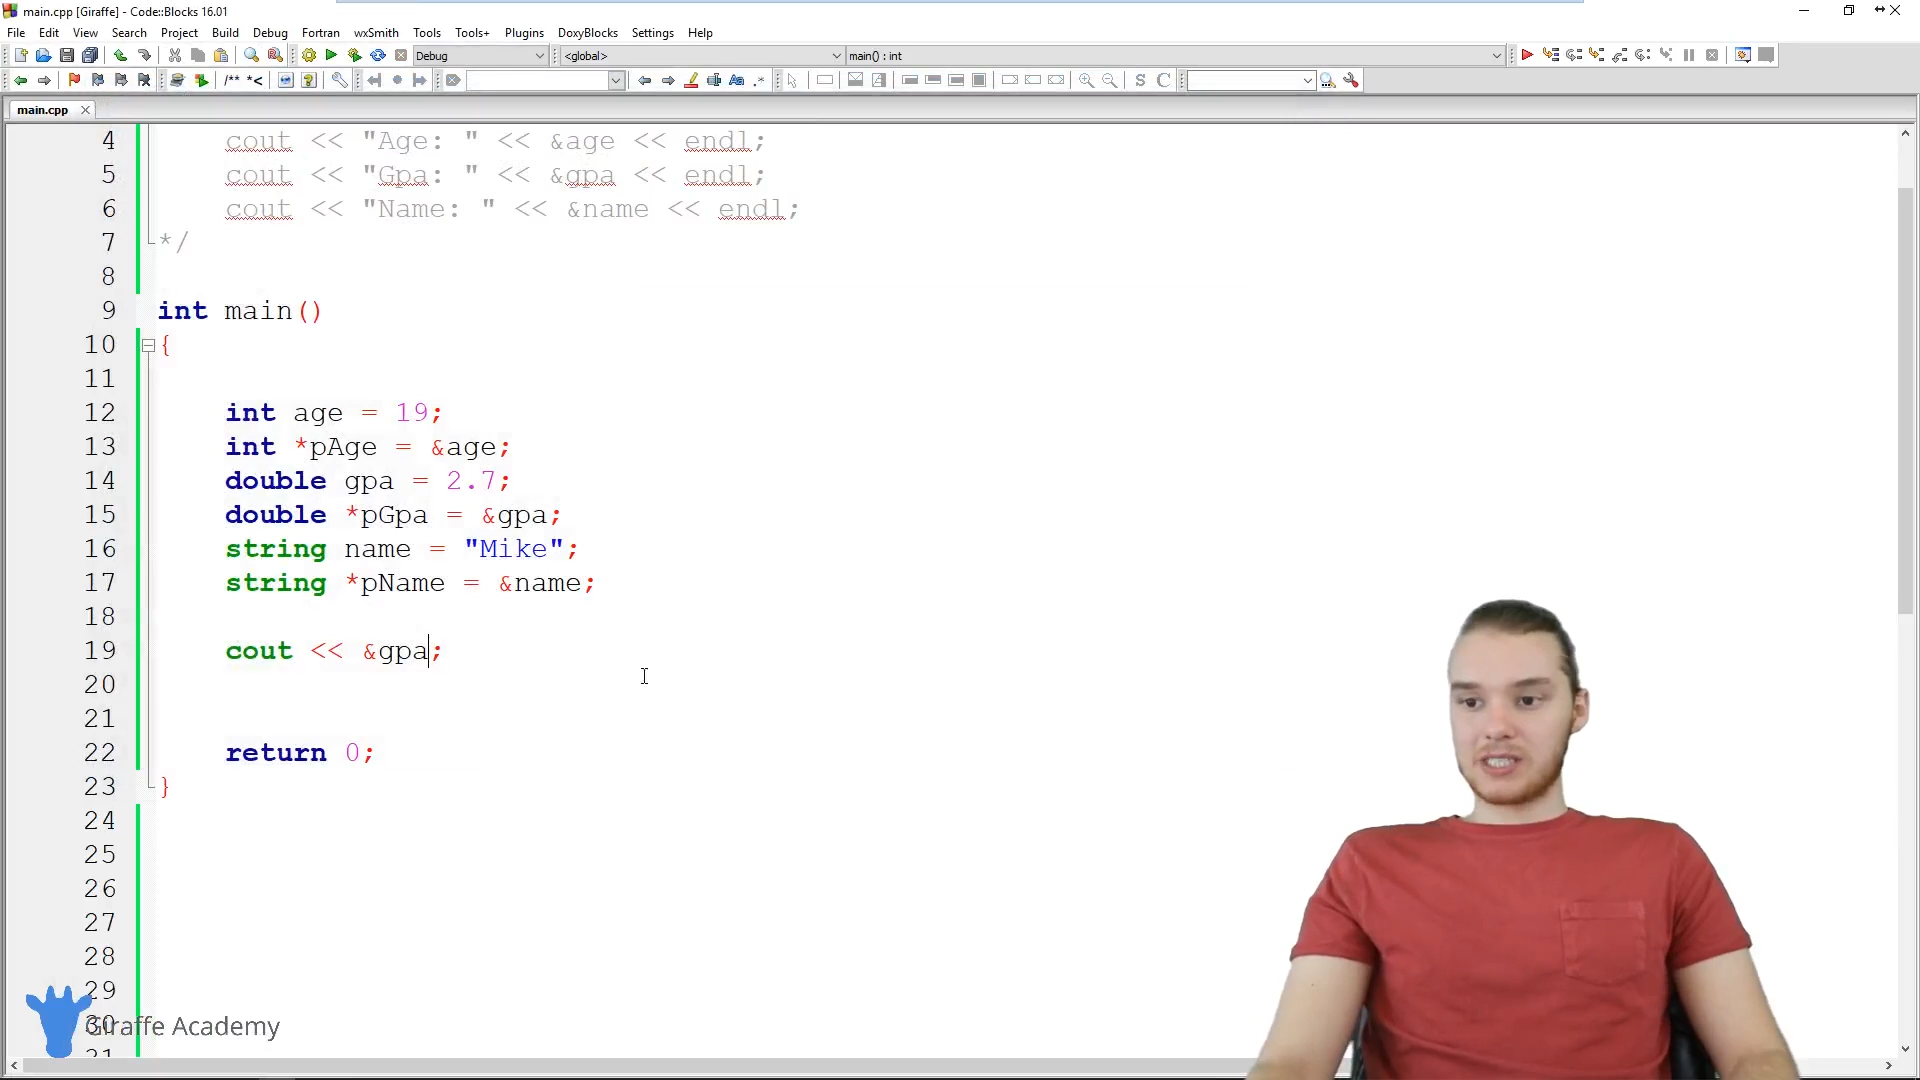 main.cpp [Giraffe] - Code::Blocks 16.01
File Edit View Search Project Build Debug Fortran wxSmith Tools Tools+ Plugins DoxyBlocks Settings Help
Debug <global> main() : int
/** *<
S C
main.cpp
4 cout << "Age: " << &age << endl;
5 cout << "Gpa: " << &gpa << endl;
6 cout << "Name: " << &name << endl;
7 */
8
9 int main()
10 {
11
12 int age = 19;
13 int *pAge = &age;
14 double gpa = 2.7;
15 double *pGpa = &gpa;
16 string name = "Mike";
17 string *pName = &name;
18
19 cout << &gpa;
20
21
22 return 0;
23 }
24
25
26
27
28
29
30
Giraffe Academy
31